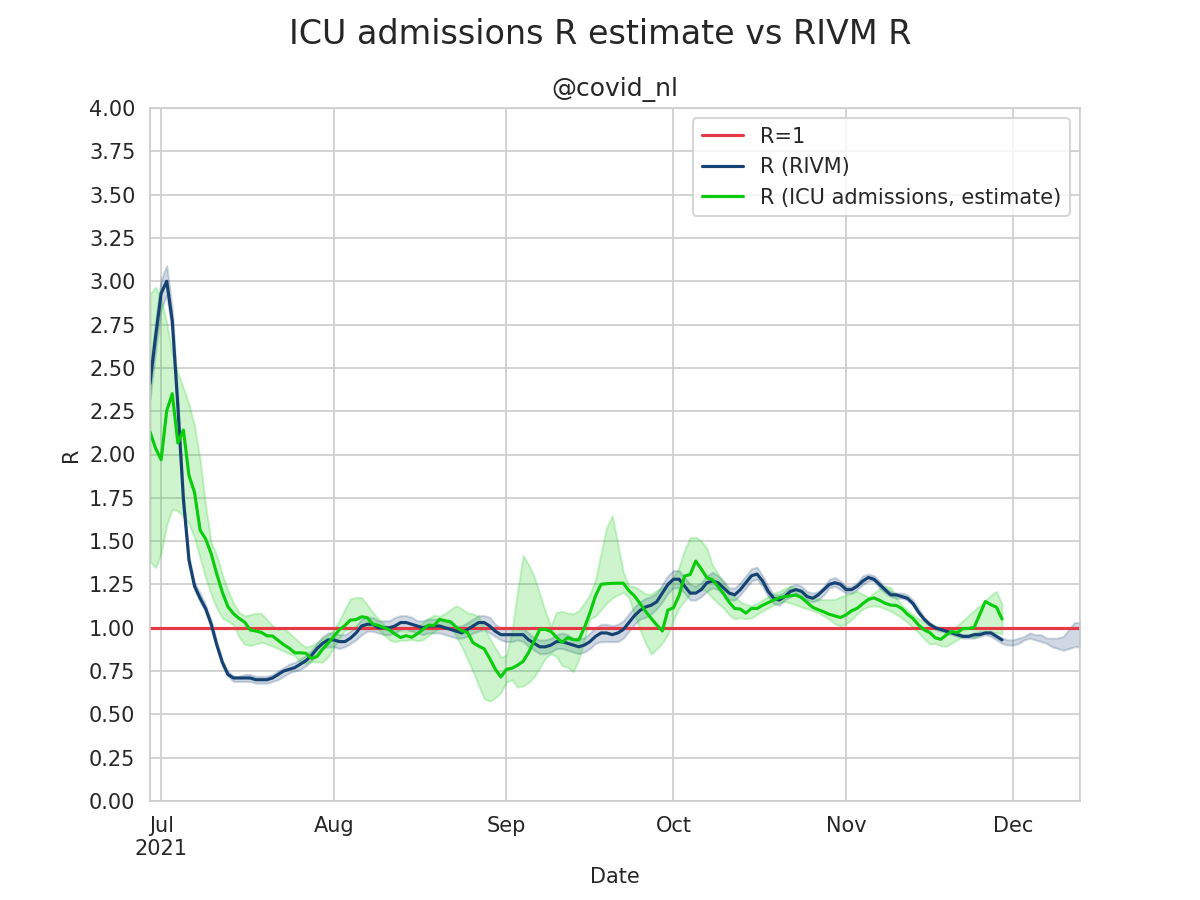 ICU admissions R estimate vs RIVM R
@covid_nl
4.00
3.75
3.50
3.25
3.00
2.75
2.50
2.25
2.00
1.75
1.50
1.25
1.00
0.75
0.50
0.25
0.00
R
R=1
R (RIVM)
R (ICU admissions, estimate)
Jul Aug Sep Oct Nov Dec
2021
Date